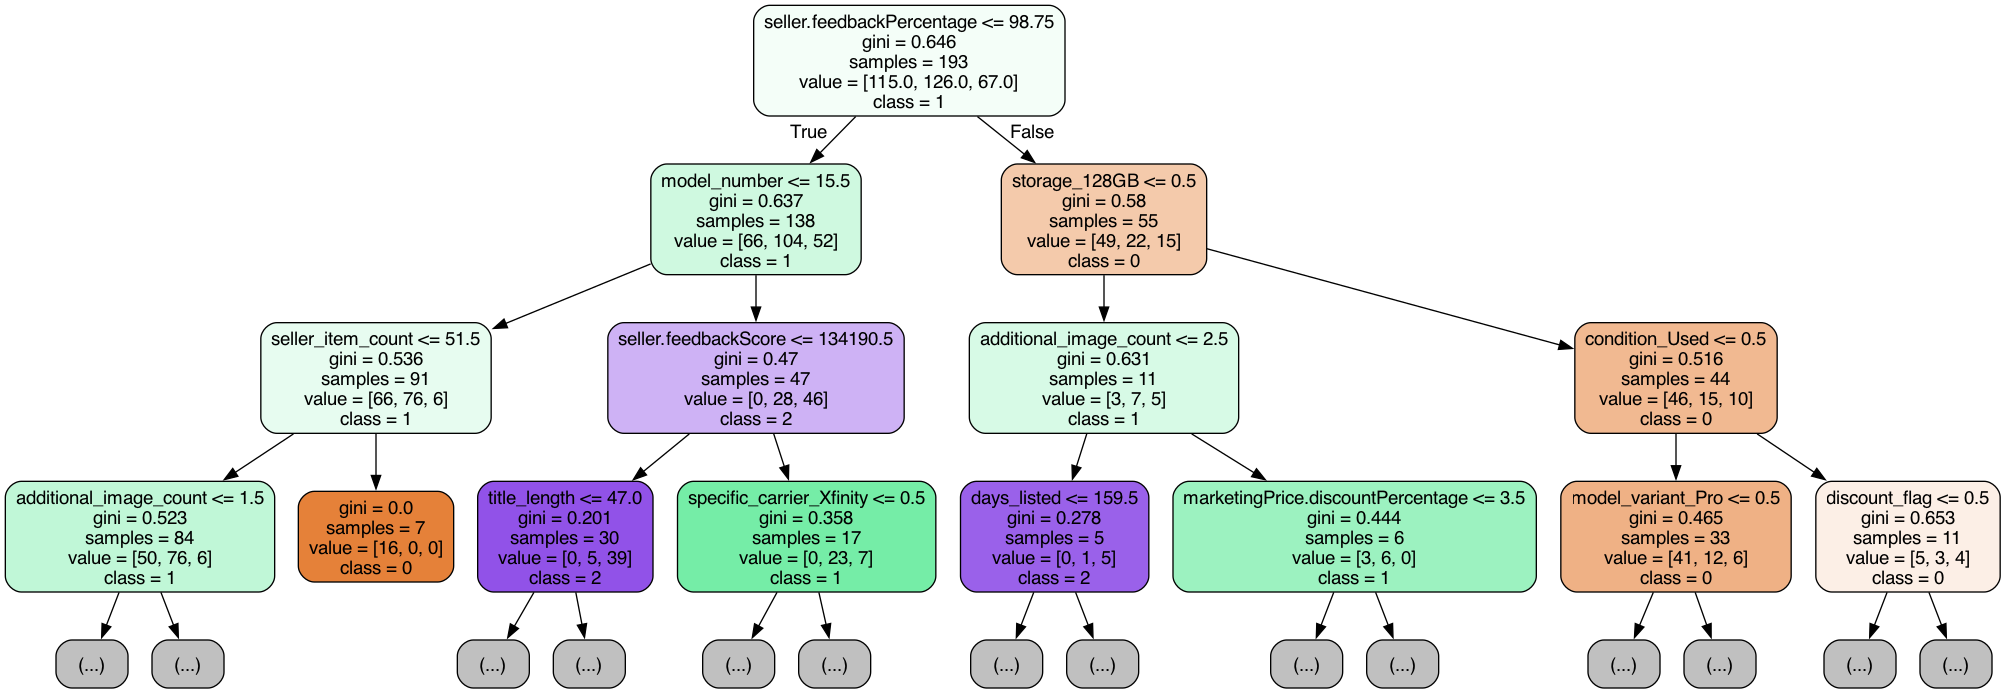 seller.feedbackPercentage <= 98.75
gini = 0.646
samples = 193
value = [115.0, 126.0, 67.0]
class = 1
True
False
model_number <= 15.5
gini = 0.637
samples = 138
value = [66, 104, 52]
class = 1
storage_128GB <= 0.5
gini = 0.58
samples = 55
value = [49, 22, 15]
class = 0
seller_item_count <= 51.5
gini = 0.536
samples = 91
value = [66, 76, 6]
class = 1
seller.feedbackScore <= 134190.5
gini = 0.47
samples = 47
value = [0, 28, 46]
class = 2
additional_image_count <= 2.5
gini = 0.631
samples = 11
value = [3, 7, 5]
class = 1
condition_Used <= 0.5
gini = 0.516
samples = 44
value = [46, 15, 10]
class = 0
additional_image_count <= 1.5
gini = 0.523
samples = 84
value = [50, 76, 6]
class = 1
gini = 0.0
samples = 7
value = [16, 0, 0]
class = 0
title_length <= 47.0
gini = 0.201
samples = 30
value = [0, 5, 39]
class = 2
specific_carrier_Xfinity <= 0.5
gini = 0.358
samples = 17
value = [0, 23, 7]
class = 1
days_listed <= 159.5
gini = 0.278
samples = 5
value = [0, 1, 5]
class = 2
marketingPrice.discountPercentage <= 3.5
gini = 0.444
samples = 6
value = [3, 6, 0]
class = 1
model_variant_Pro <= 0.5
gini = 0.465
samples = 33
value = [41, 12, 6]
class = 0
discount_flag <= 0.5
gini = 0.653
samples = 11
value = [5, 3, 4]
class = 0
(...)
(...)
(...)
(...)
(...)
(...)
(...)
(...)
(...)
(...)
(...)
(...)
(...)
(...)